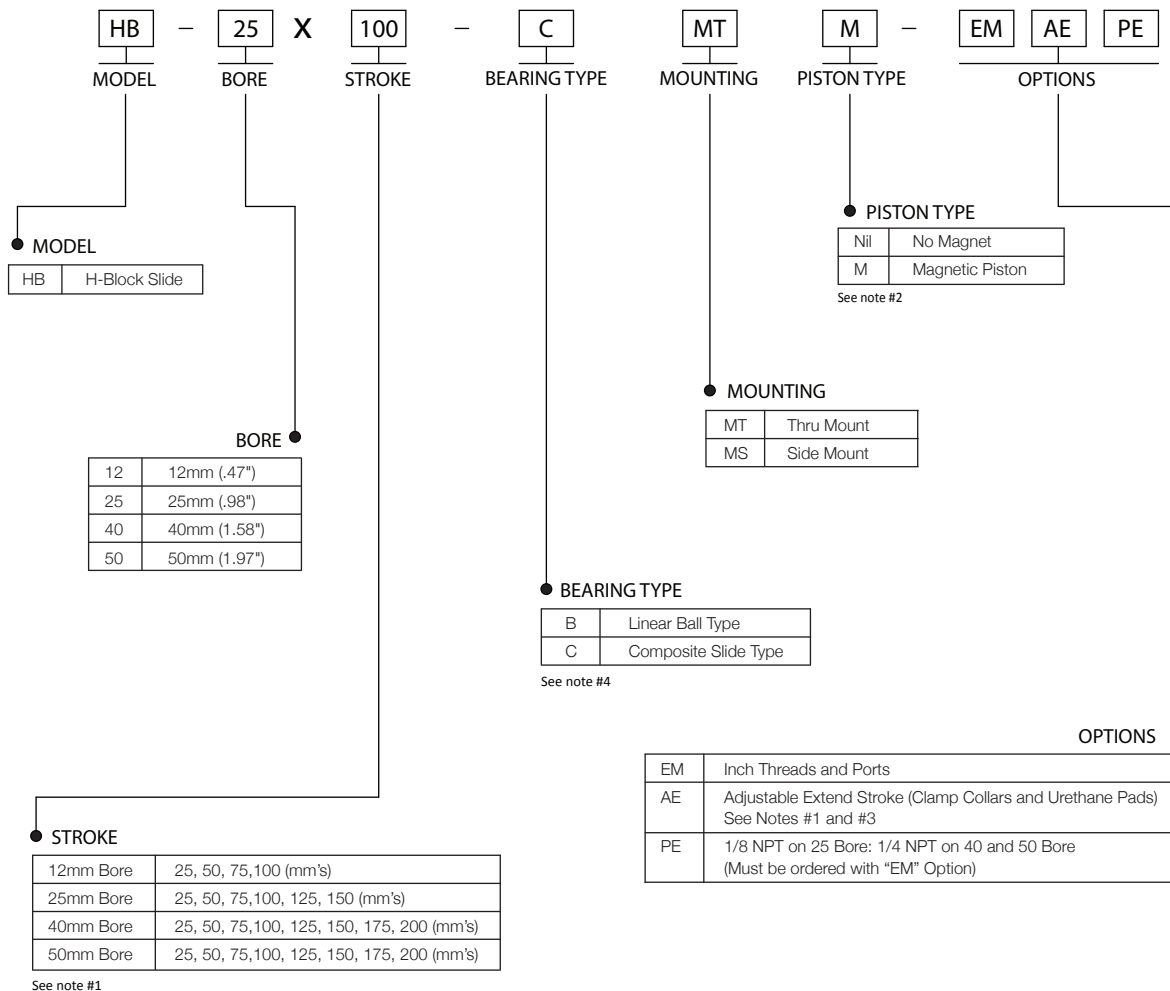 HB – 25 X 100 – C MT M – EM AE PE
MODEL BORE STROKE BEARING TYPE MOUNTING PISTON TYPE OPTIONS
PISTON TYPE
Nil No Magnet
M Magnetic Piston
See note #2
MODEL
HB H-Block Slide
MOUNTING
MT Thru Mount
MS Side Mount
BORE
12 12mm (.47")
25 25mm (.98")
40 40mm (1.58")
50 50mm (1.97")
BEARING TYPE
B Linear Ball Type
C Composite Slide Type
See note #4
OPTIONS
EM Inch Threads and Ports
AE Adjustable Extend Stroke (Clamp Collars and Urethane Pads)
See Notes #1 and #3
PE 1/8 NPT on 25 Bore: 1/4 NPT on 40 and 50 Bore
(Must be ordered with “EM” Option)
STROKE
12mm Bore 25, 50, 75,100 (mm’s)
25mm Bore 25, 50, 75,100, 125, 150 (mm’s)
40mm Bore 25, 50, 75,100, 125, 150, 175, 200 (mm’s)
50mm Bore 25, 50, 75,100, 125, 150, 175, 200 (mm’s)
See note #1